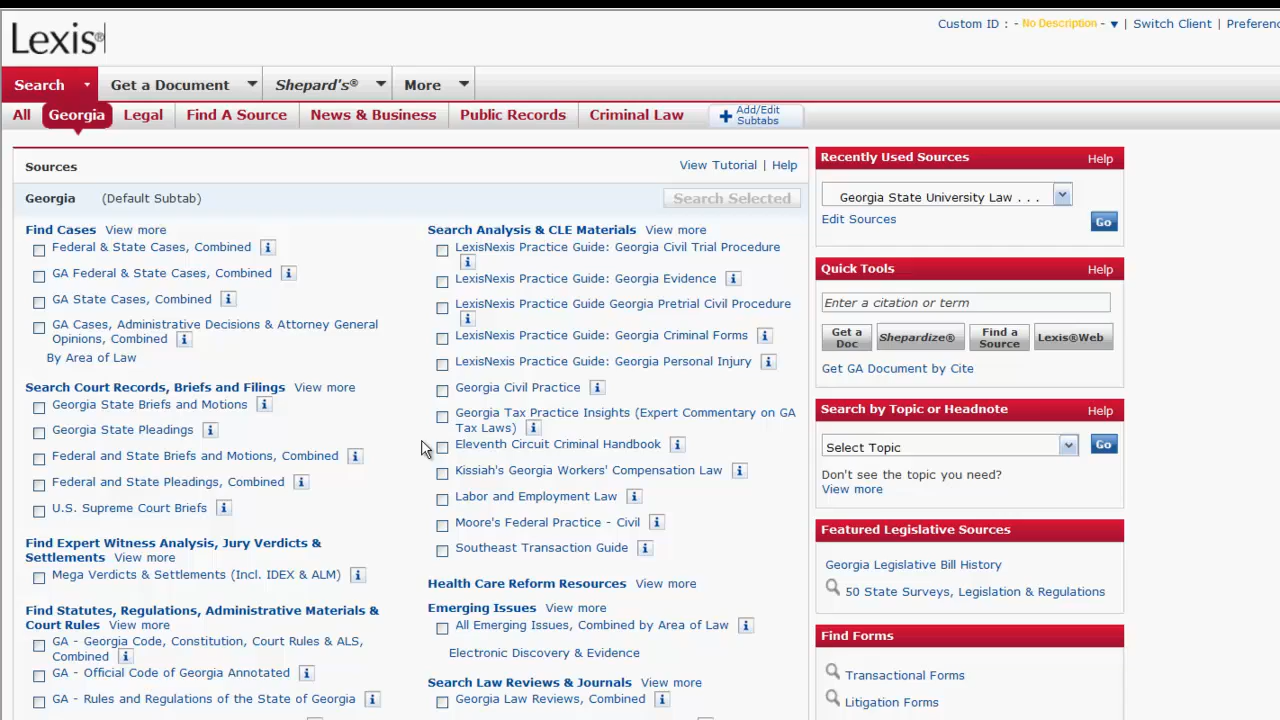 Custom ID : - No Description - | Switch Client | Preferenc
Lexis®
Search Get a Document Shepard's® More
All Georgia Legal Find A Source News & Business Public Records Criminal Law Add/Edit Subtabs
Sources View Tutorial | Help
Georgia (Default Subtab) Search Selected
Find Cases View more
Federal & State Cases, Combined
GA Federal & State Cases, Combined
GA State Cases, Combined
GA Cases, Administrative Decisions & Attorney General
Opinions, Combined
By Area of Law
Search Court Records, Briefs and Filings View more
Georgia State Briefs and Motions
Georgia State Pleadings
Federal and State Briefs and Motions, Combined
Federal and State Pleadings, Combined
U.S. Supreme Court Briefs
Find Expert Witness Analysis, Jury Verdicts &
Settlements View more
Mega Verdicts & Settlements (Incl. IDEX & ALM)
Find Statutes, Regulations, Administrative Materials &
Court Rules View more
GA - Georgia Code, Constitution, Court Rules & ALS,
Combined
GA - Official Code of Georgia Annotated
GA - Rules and Regulations of the State of Georgia
Search Analysis & CLE Materials View more
LexisNexis Practice Guide: Georgia Civil Trial Procedure
LexisNexis Practice Guide: Georgia Evidence
LexisNexis Practice Guide Georgia Pretrial Civil Procedure
LexisNexis Practice Guide: Georgia Criminal Forms
LexisNexis Practice Guide: Georgia Personal Injury
Georgia Civil Practice
Georgia Tax Practice Insights (Expert Commentary on GA
Tax Laws)
Eleventh Circuit Criminal Handbook
Kissiah's Georgia Workers' Compensation Law
Labor and Employment Law
Moore's Federal Practice - Civil
Southeast Transaction Guide
Health Care Reform Resources View more
Emerging Issues View more
All Emerging Issues, Combined by Area of Law
Electronic Discovery & Evidence
Search Law Reviews & Journals View more
Georgia Law Reviews, Combined
Recently Used Sources Help
Georgia State University Law . . .
Edit Sources Go
Quick Tools Help
Enter a citation or term
Get a Doc Shepardize® Find a Source Lexis®Web
Get GA Document by Cite
Search by Topic or Headnote Help
Select Topic Go
Don't see the topic you need?
View more
Featured Legislative Sources
Georgia Legislative Bill History
50 State Surveys, Legislation & Regulations
Find Forms
Transactional Forms
Litigation Forms